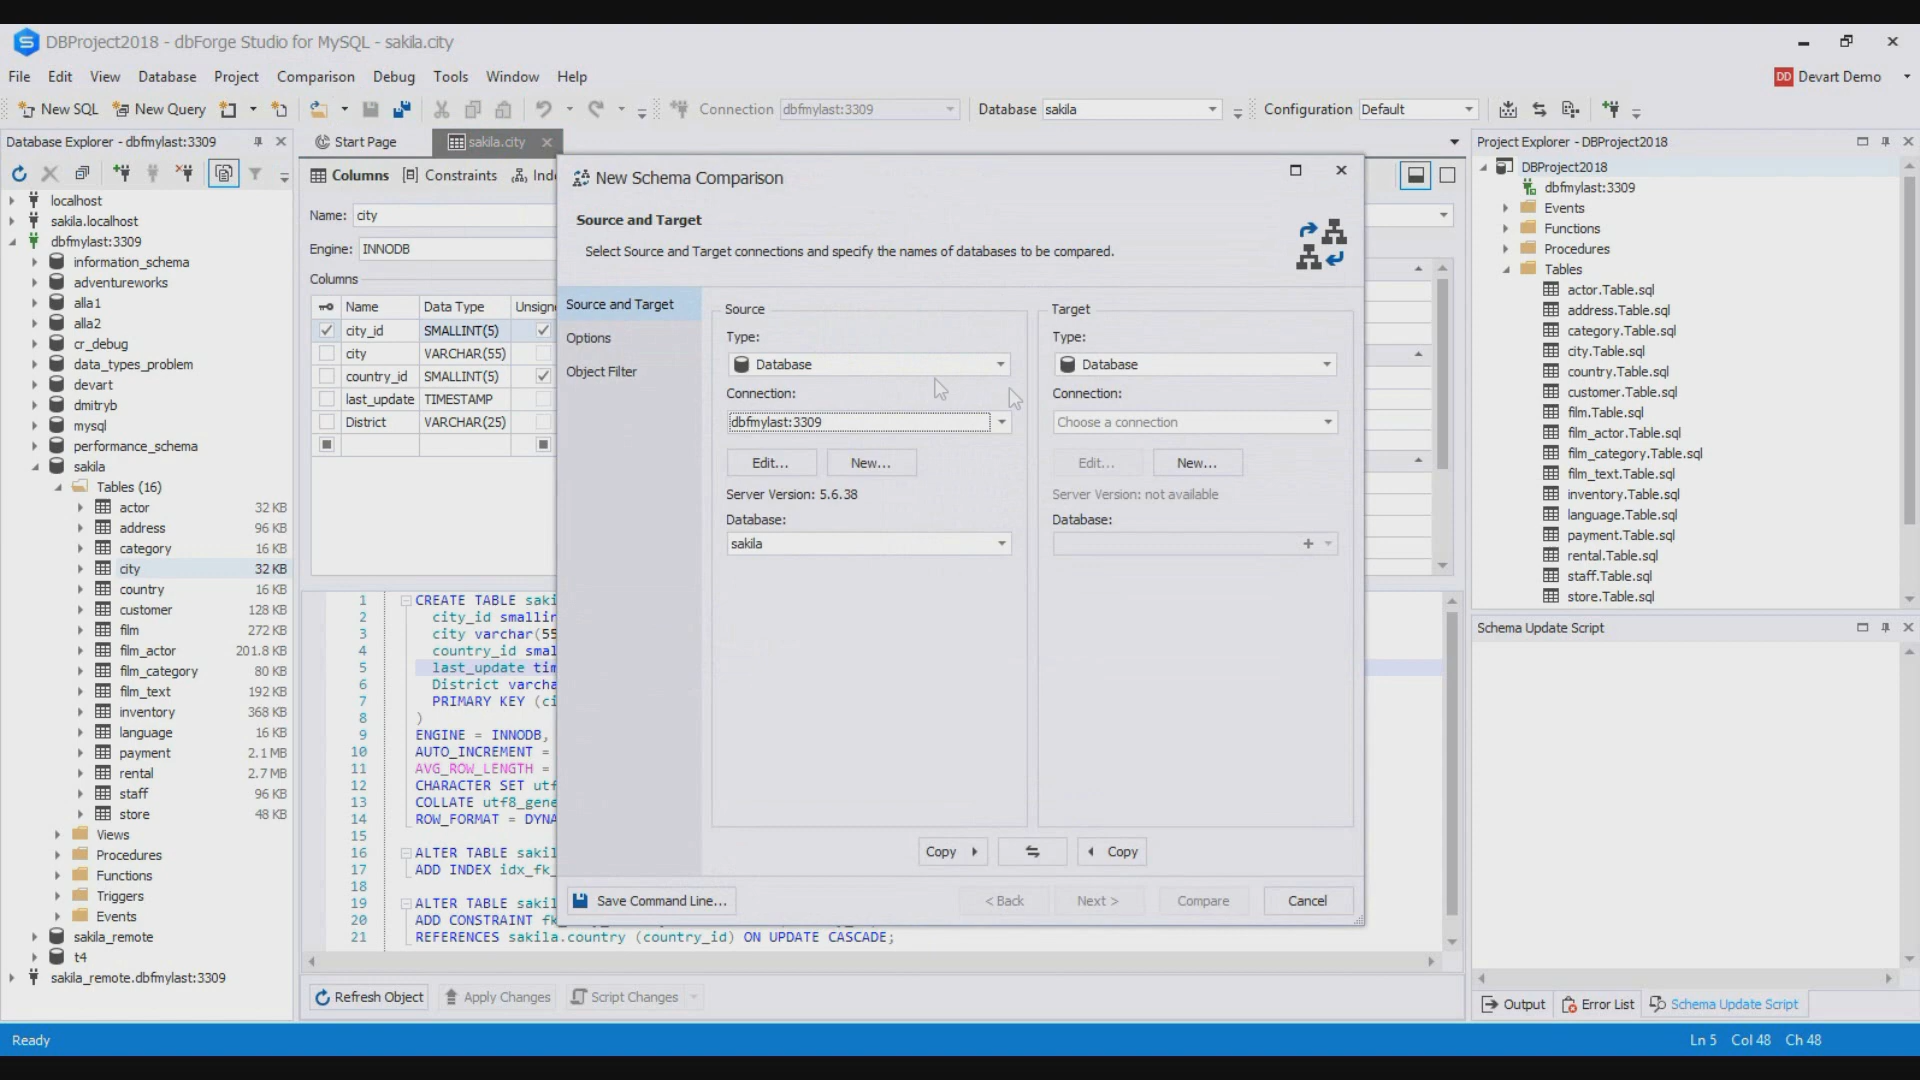 DBProject2018 - dbForge Studio for MySQL - sakila.city
File Edit View Database Project Comparison Debug Tools Window Help
DD Devart Demo
New SQL New Query Connection dbfmylast:3309 Database sakila Configuration Default
Database Explorer - dbfmylast:3309
localhost
sakila.localhost
dbfmylast:3309
information_schema
adventureworks
alla1
alla2
cr_debug
data_types_problem
devart
dmitryb
mysql
performance_schema
sakila
Tables (16)
actor 32 KB
address 96 KB
category 16 KB
city 32 KB
country 16 KB
customer 128 KB
film 272 KB
film_actor 201.8 KB
film_category 80 KB
film_text 192 KB
inventory 368 KB
language 16 KB
payment 2.1 MB
rental 2.7 MB
staff 96 KB
store 48 KB
Views
Procedures
Functions
Triggers
Events
sakila_remote
t4
sakila_remote.dbfmylast:3309
Start Page sakila.city
Columns Constraints Ind
Name: city
Engine: INNODB
Columns
Name Data Type Unsign
city_id SMALLINT(5)
city VARCHAR(55)
country_id SMALLINT(5)
last_update TIMESTAMP
District VARCHAR(25)
1 CREATE TABLE saki
2 city_id smallin
3 city varchar(55
4 country_id smal
5 last_update tim
6 District varcha
7 PRIMARY KEY (ci
8 )
9 ENGINE = INNODB,
10 AUTO_INCREMENT =
11 AVG_ROW_LENGTH =
12 CHARACTER SET utf
13 COLLATE utf8_gene
14 ROW_FORMAT = DYNA
15
16 ALTER TABLE sakil
17 ADD INDEX idx_fk_
18
19 ALTER TABLE sakil
20 ADD CONSTRAINT fk
21 REFERENCES sakila.country (country_id) ON UPDATE CASCADE;
Refresh Object Apply Changes Script Changes
New Schema Comparison
Source and Target
Select Source and Target connections and specify the names of databases to be compared.
Source and Target
Options
Object Filter
Source
Type:
Database
Connection:
dbfmylast:3309
Edit... New...
Server Version: 5.6.38
Database:
sakila
Target
Type:
Database
Connection:
Choose a connection
Edit... New...
Server Version: not available
Database:
Copy Copy
Save Command Line... < Back Next > Compare Cancel
Project Explorer - DBProject2018
DBProject2018
dbfmylast:3309
Events
Functions
Procedures
Tables
actor.Table.sql
address.Table.sql
category.Table.sql
city.Table.sql
country.Table.sql
customer.Table.sql
film.Table.sql
film_actor.Table.sql
film_category.Table.sql
film_text.Table.sql
inventory.Table.sql
language.Table.sql
payment.Table.sql
rental.Table.sql
staff.Table.sql
store.Table.sql
Schema Update Script
Output Error List Schema Update Script
Ready
Ln 5 Col 48 Ch 48